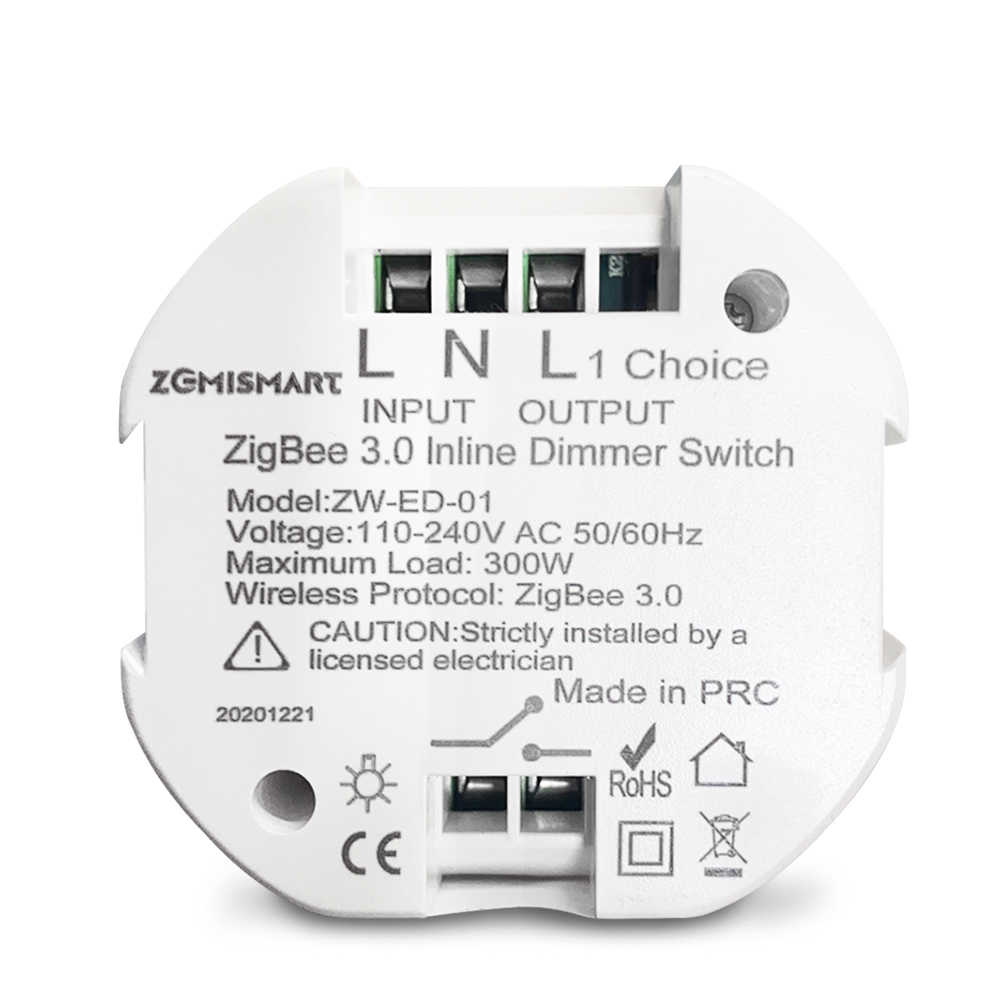 K2
L N L1 Choice
ZGMISMART
INPUT OUTPUT
ZigBee 3.0 Inline Dimmer Switch
Model:ZW-ED-01
Voltage:110-240V AC 50/60Hz
Maximum Load: 300W
Wireless Protocol: ZigBee 3.0
CAUTION:Strictly installed by a
licensed electrician
Made in PRC
20201221
RoHS
CE